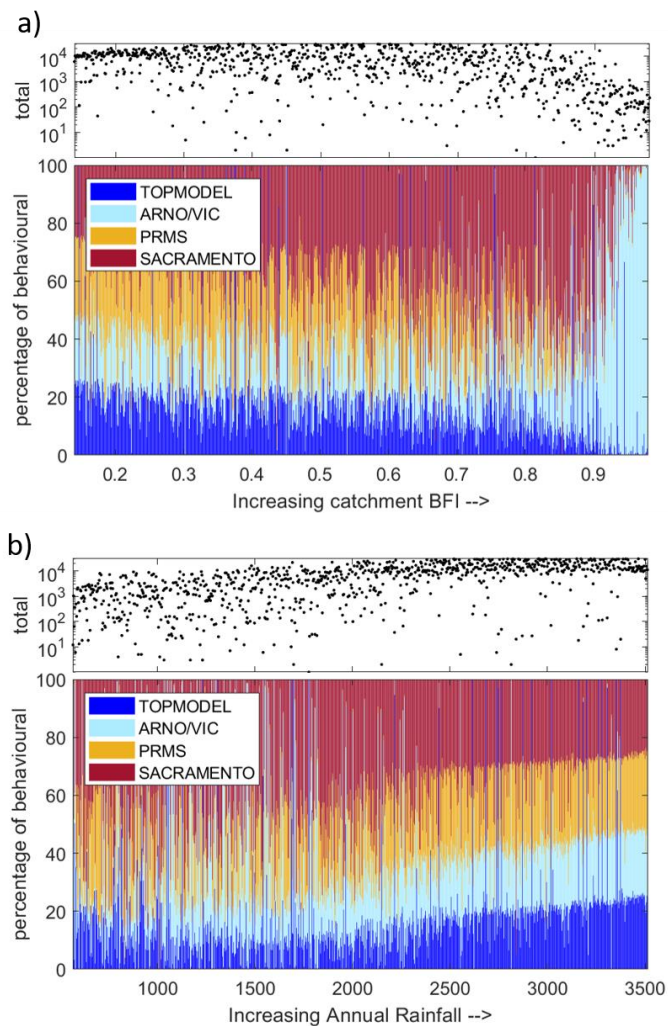 a)
total
10^4
10^3
10^2
10^1
percentage of behavioural
100
80
60
40
20
0
TOPMODEL
ARNO/VIC
PRMS
SACRAMENTO
0.2 0.3 0.4 0.5 0.6 0.7 0.8 0.9
Increasing catchment BFI -->
b)
total
10^4
10^3
10^2
10^1
percentage of behavioural
100
80
60
40
20
0
TOPMODEL
ARNO/VIC
PRMS
SACRAMENTO
1000 1500 2000 2500 3000 3500
Increasing Annual Rainfall -->